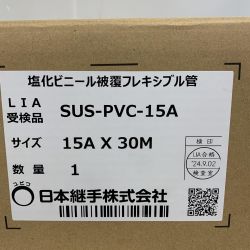 塩化ビニール被覆フレキシブル管
LIA
受検品
SUS-PVC-15A
サイズ
15A X 30M
数量
1
検印
LIA合格
'24.9.02
検査室
日本継手株式会社